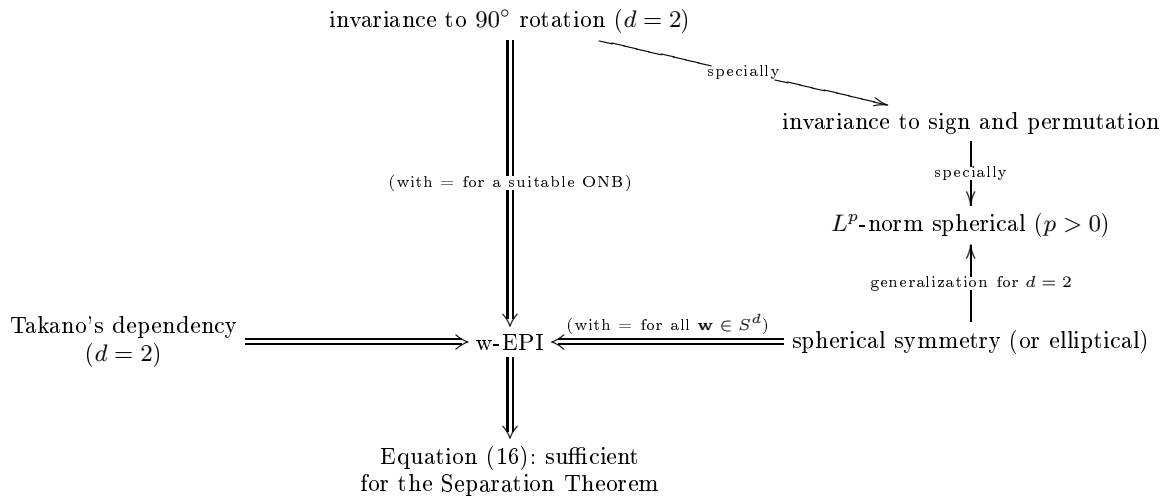 invariance to 90° rotation (d = 2)
specially
invariance to sign and permutation
(with = for a suitable ONB)
specially
Lᵖ-norm spherical (p > 0)
generalization for d = 2
Takano's dependency
(d = 2)
w-EPI
(with = for all w ∈ Sᵈ)
spherical symmetry (or elliptical)
Equation (16): sufficient
for the Separation Theorem